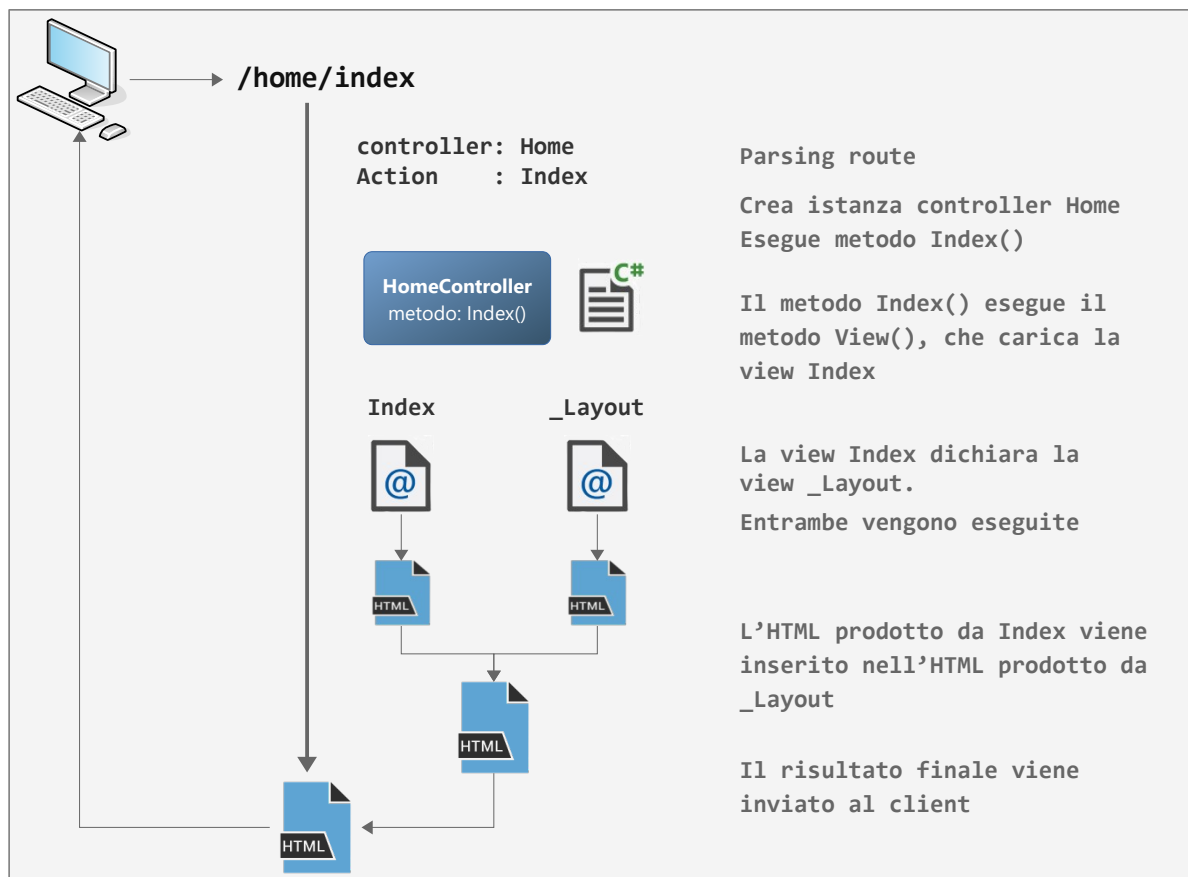 /home/index
controller: Home
Action    : Index
Parsing route
Crea istanza controller Home
Esegue metodo Index()
HomeController
metodo: Index()
C#
Il metodo Index() esegue il
metodo View(), che carica la
view Index
Index
_Layout
@
@
La view Index dichiara la
view _Layout.
Entrambe vengono eseguite
HTML
HTML
L’HTML prodotto da Index viene
inserito nell’HTML prodotto da
_Layout
HTML
Il risultato finale viene
inviato al client
HTML